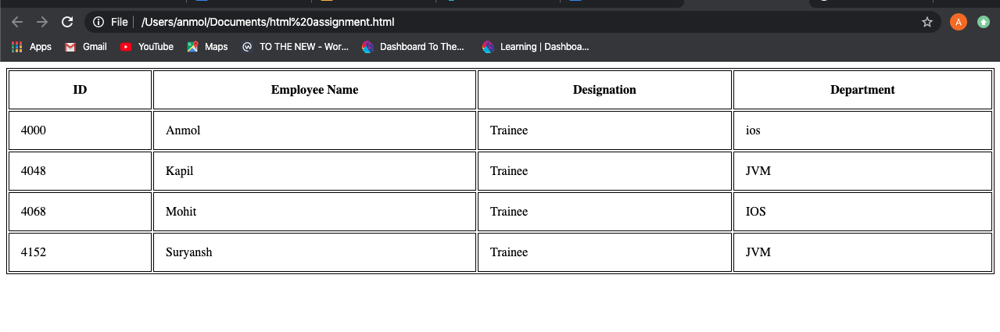 File /Users/anmol/Documents/html%20assignment.html A
Apps Gmail YouTube Maps TO THE NEW - Wor... Dashboard To The... Learning | Dashboa...
ID Employee Name Designation Department
4000 Anmol Trainee ios
4048 Kapil Trainee JVM
4068 Mohit Trainee IOS
4152 Suryansh Trainee JVM